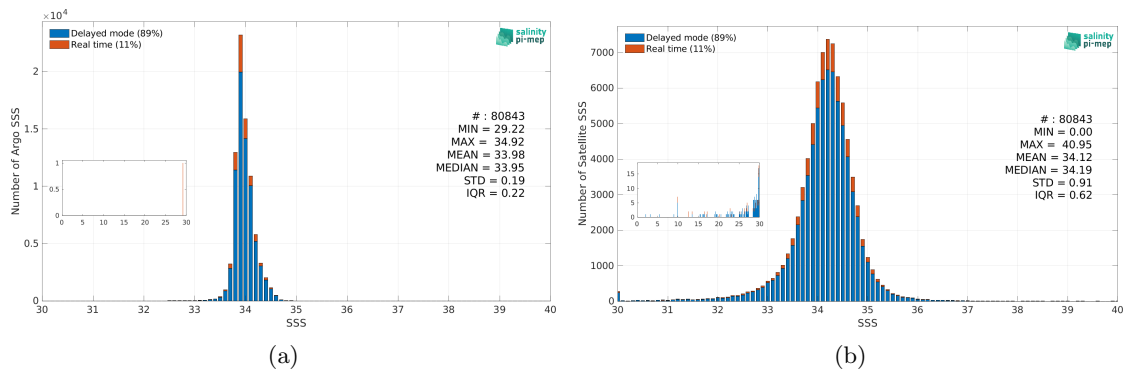 ×10⁴
Delayed mode (89%)
Real time (11%)
salinity
pi-mep
# : 80843
MIN = 29.22
MAX = 34.92
MEAN = 33.98
MEDIAN = 33.95
STD = 0.19
IQR = 0.22
Number of Argo SSS
2
1.5
1
0.5
0
1
0.5
0
0 5 10 15 20 25 30
30 31 32 33 34 35 36 37 38 39 40
SSS
(a)
Delayed mode (89%)
Real time (11%)
salinity
pi-mep
# : 80843
MIN = 0.00
MAX = 40.95
MEAN = 34.12
MEDIAN = 34.19
STD = 0.91
IQR = 0.62
Number of Satellite SSS
7000
6000
5000
4000
3000
2000
1000
0
15
10
5
0
0 5 10 15 20 25 30
30 31 32 33 34 35 36 37 38 39 40
SSS
(b)